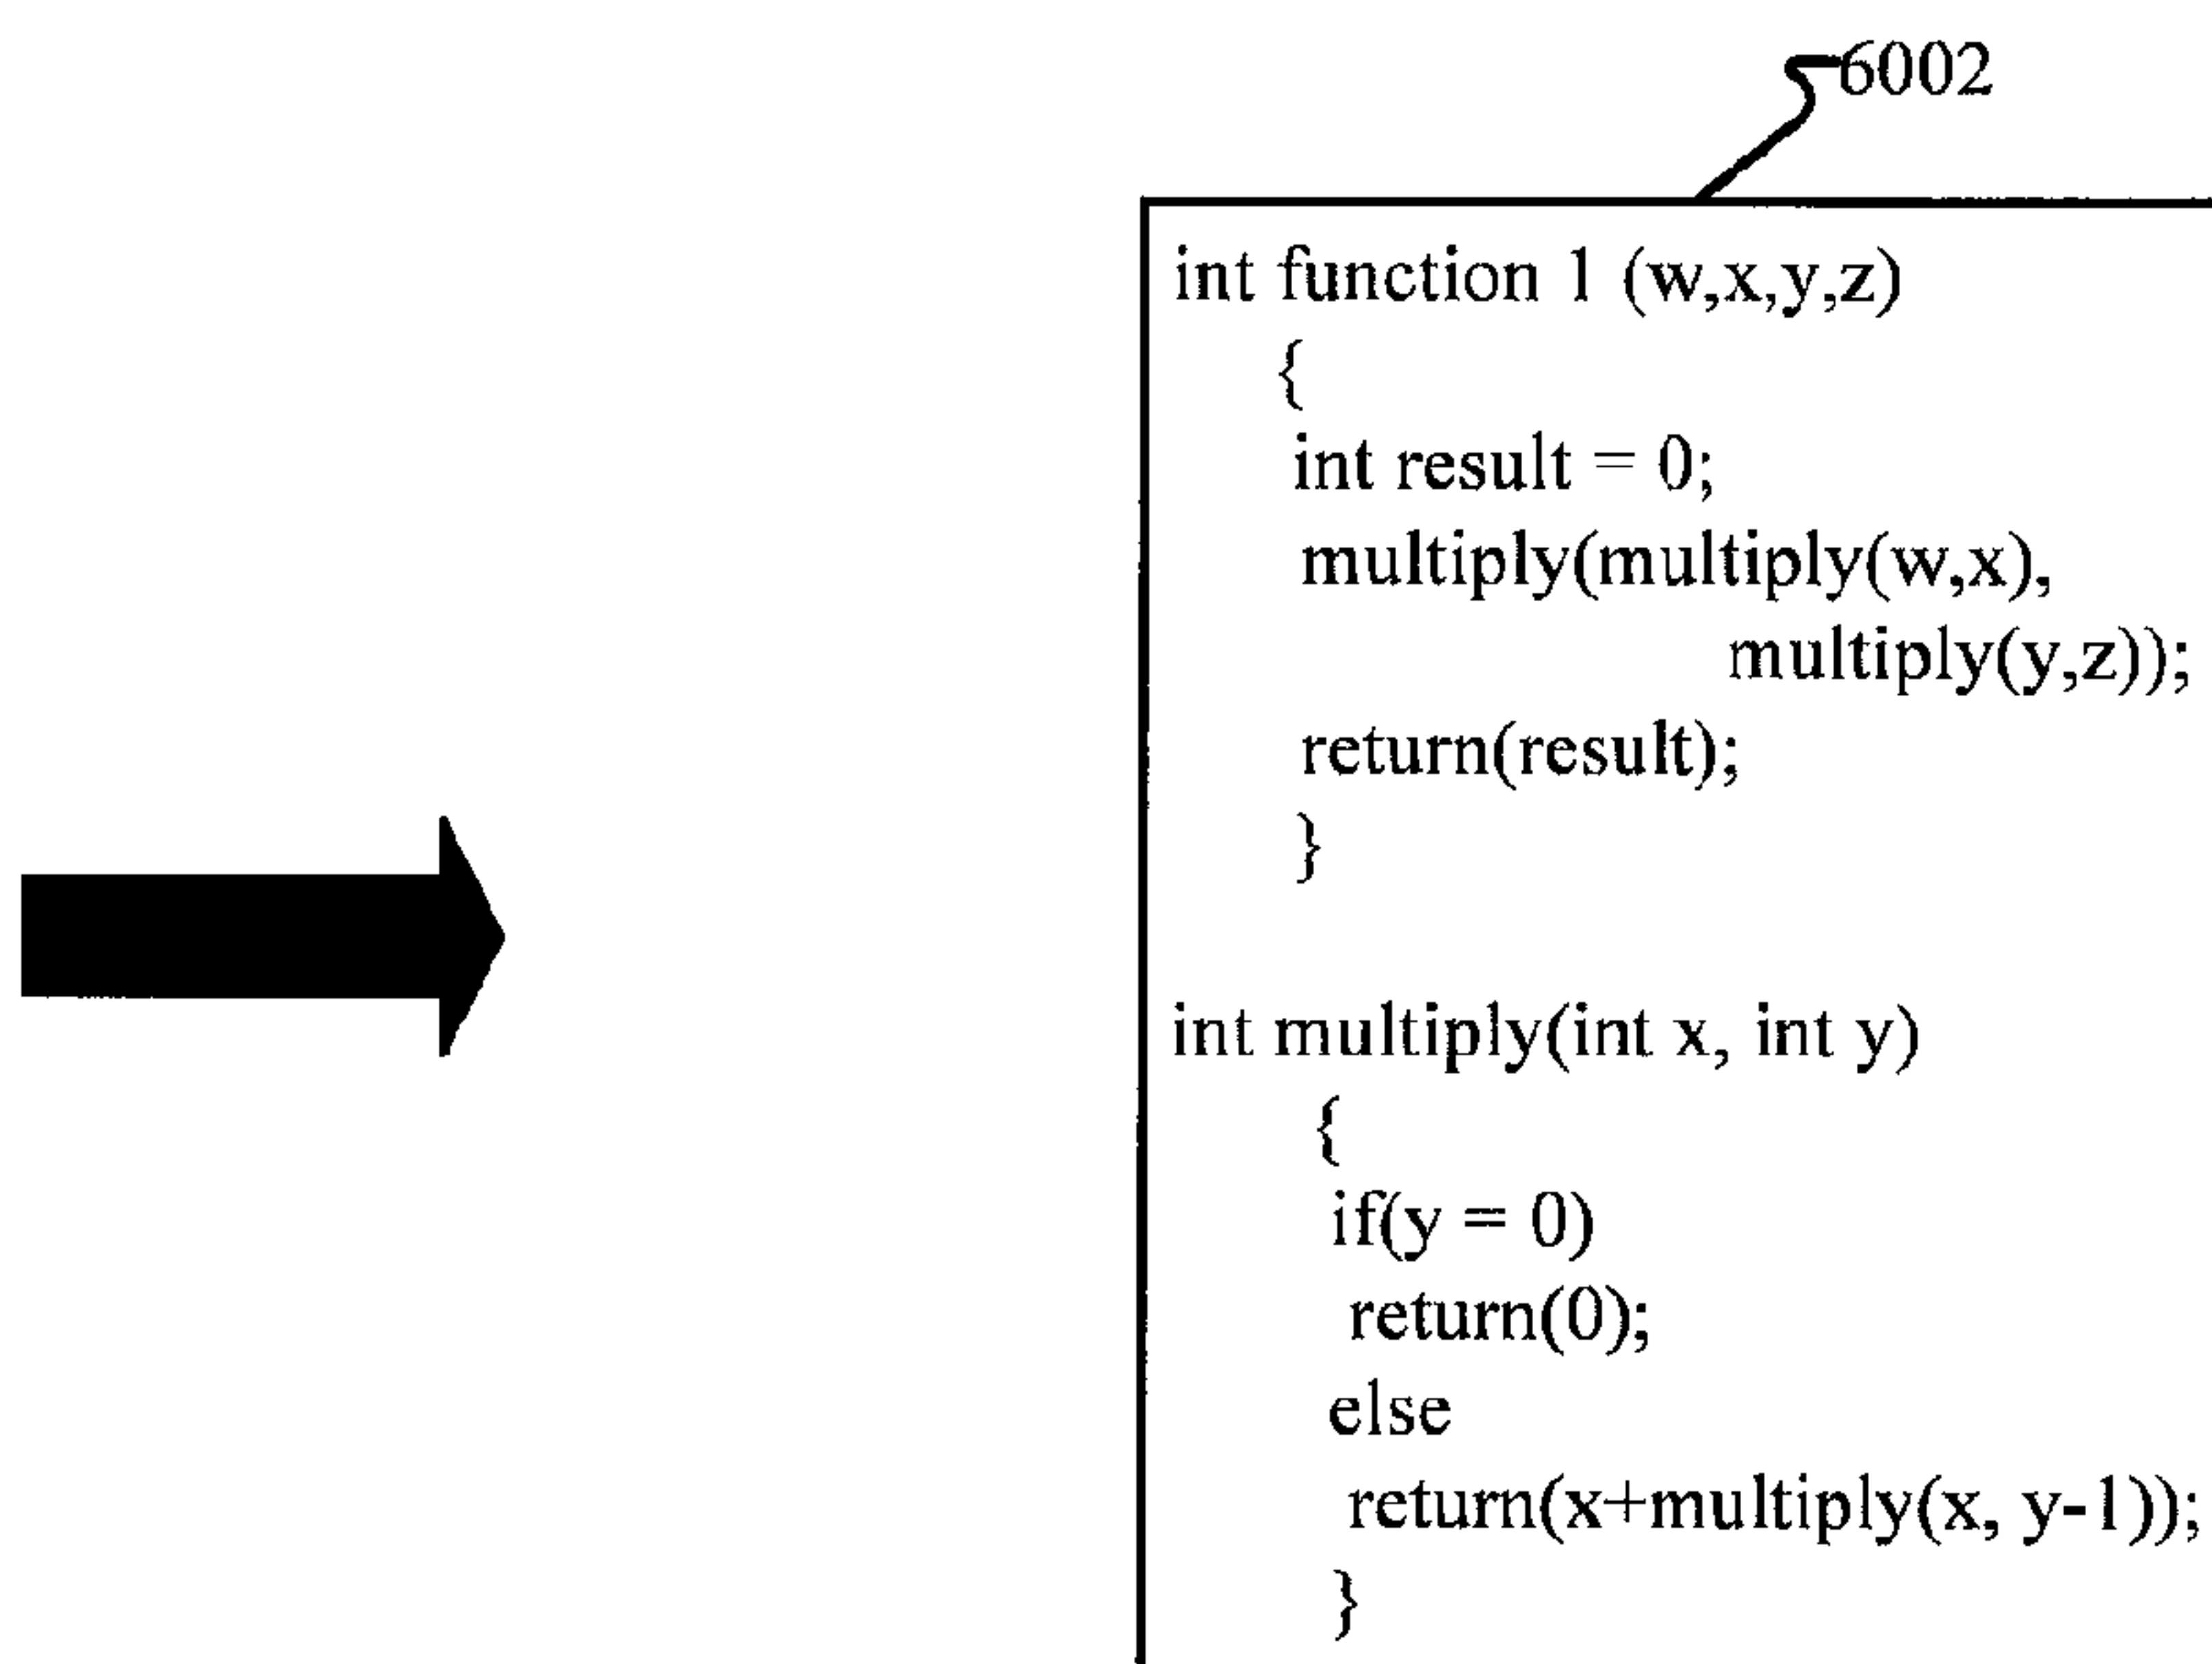 6002
int function 1 (w,x,y,z)
{
int result = 0;
multiply(multiply(w,x),
multiply(y,z));
return(result);
}
int multiply(int x, int y)
{
if(y = 0)
return(0);
else
return(x+multiply(x, y-1));
}